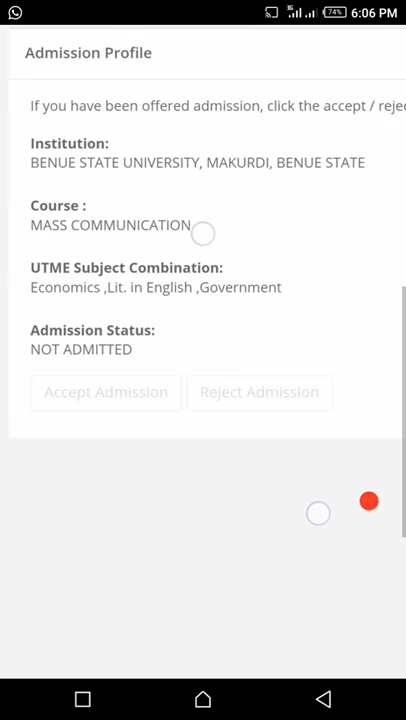 3G 74% 6:06 PM
Admission Profile
If you have been offered admission, click the accept /
Institution:
BENUE STATE UNIVERSITY, MAKURDI, BENUE STATE
Course :
MASS COMMUNICATION
UTME Subject Combination:
Economics ,Lit. in English ,Government
Admission Status:
NOT ADMITTED
Accept Admission Reject Admission